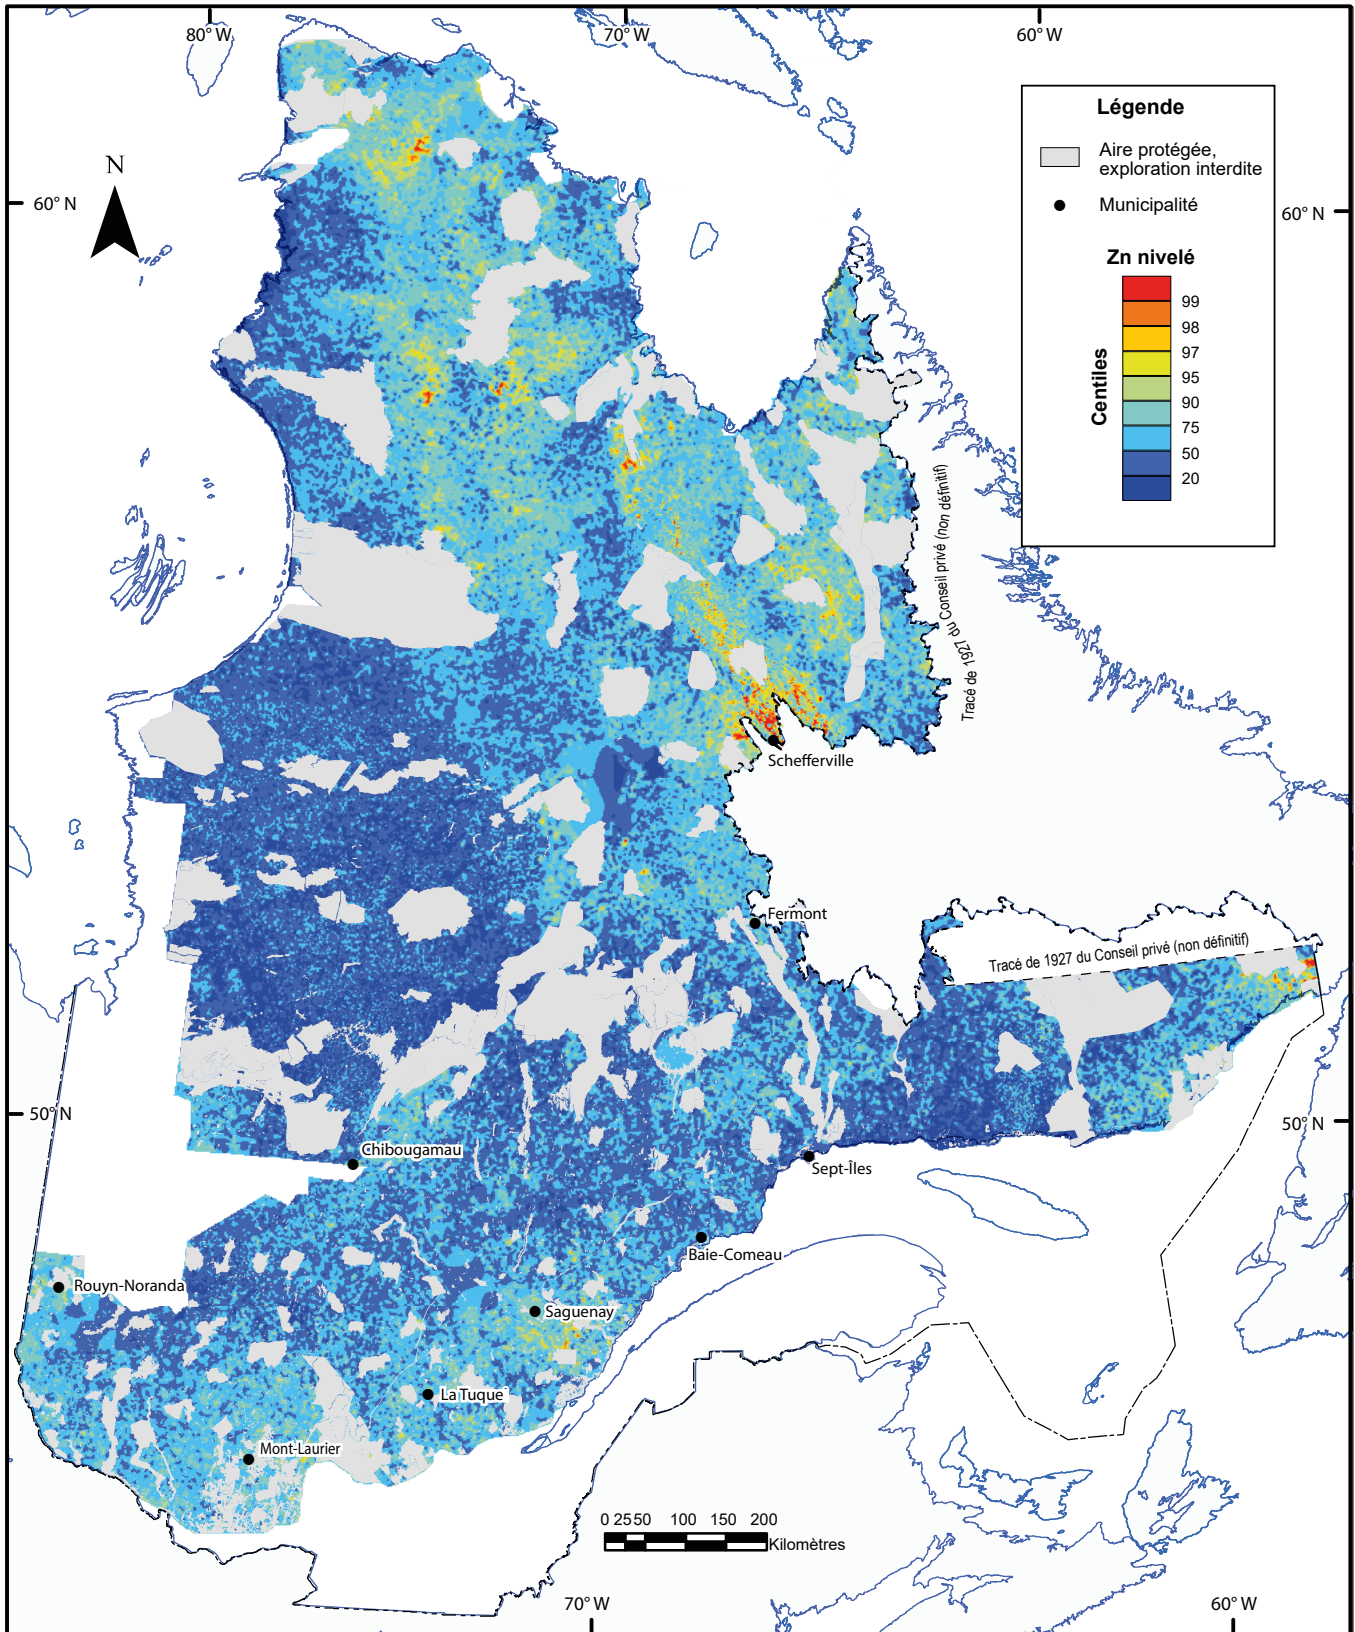 80° W
70° W
60° W
Légende
Aire protégée,
exploration interdite
Municipalité
N
60° N
60° N
Zn nivelé
Centiles
99
98
97
95
90
75
50
20
Tracé de 1927 du Conseil privé (non définitif)
Schefferville
Fermont
Tracé de 1927 du Conseil privé (non définitif)
50° N
50° N
Chibougamau
Sept-Îles
Baie-Comeau
Rouyn-Noranda
Saguenay
La Tuque
Mont-Laurier
0 25 50 100 150 200
Kilomètres
70° W
60° W